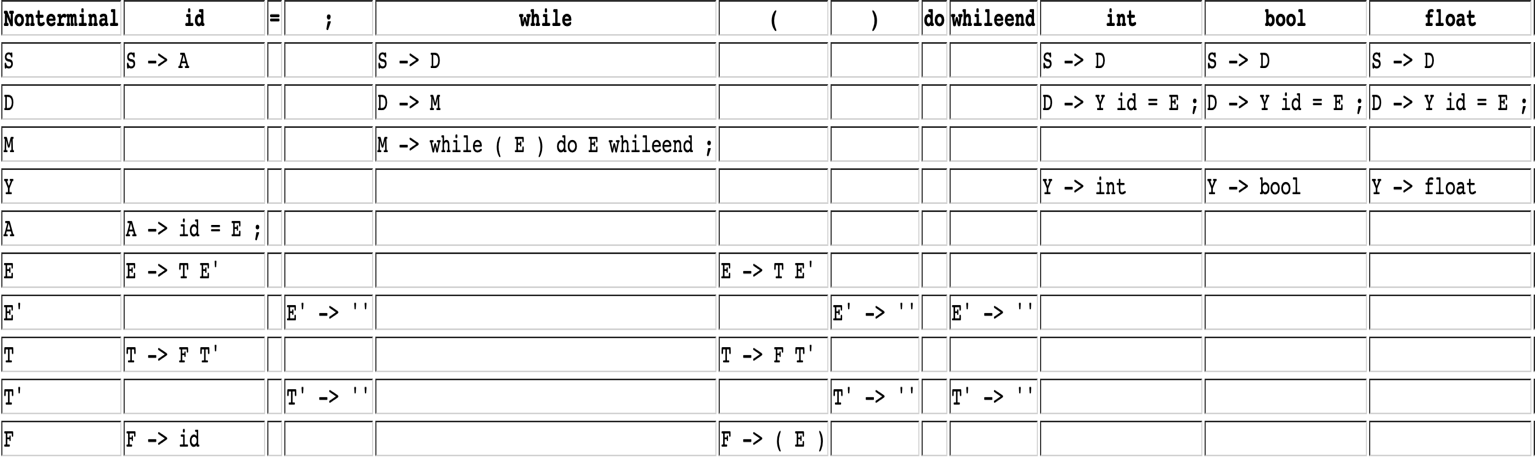 Nonterminal id = ; while ( ) do whileend int bool float
S S -> A S -> D S -> D S -> D S -> D
D D -> M D -> Y id = E ; D -> Y id = E ; D -> Y id = E ;
M M -> while ( E ) do E whileend ;
Y Y -> int Y -> bool Y -> float
A A -> id = E ;
E E -> T E' E -> T E'
E' E' -> '' E' -> '' E' -> ''
T T -> F T' T -> F T'
T' T' -> '' T' -> '' T' -> ''
F F -> id F -> ( E )